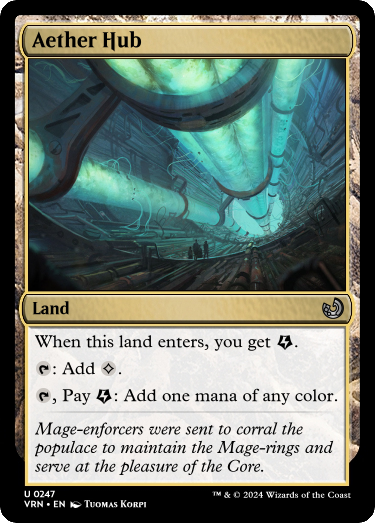 Aether Hub
Land
When this land enters, you get
: Add
, Pay : Add one mana of any color.
Mage-enforcers were sent to corral the
populace to maintain the Mage-rings and
serve at the pleasure of the Core.
U 0247
VRN • EN Tuomas Korpi
™ & © 2024 Wizards of the Coast